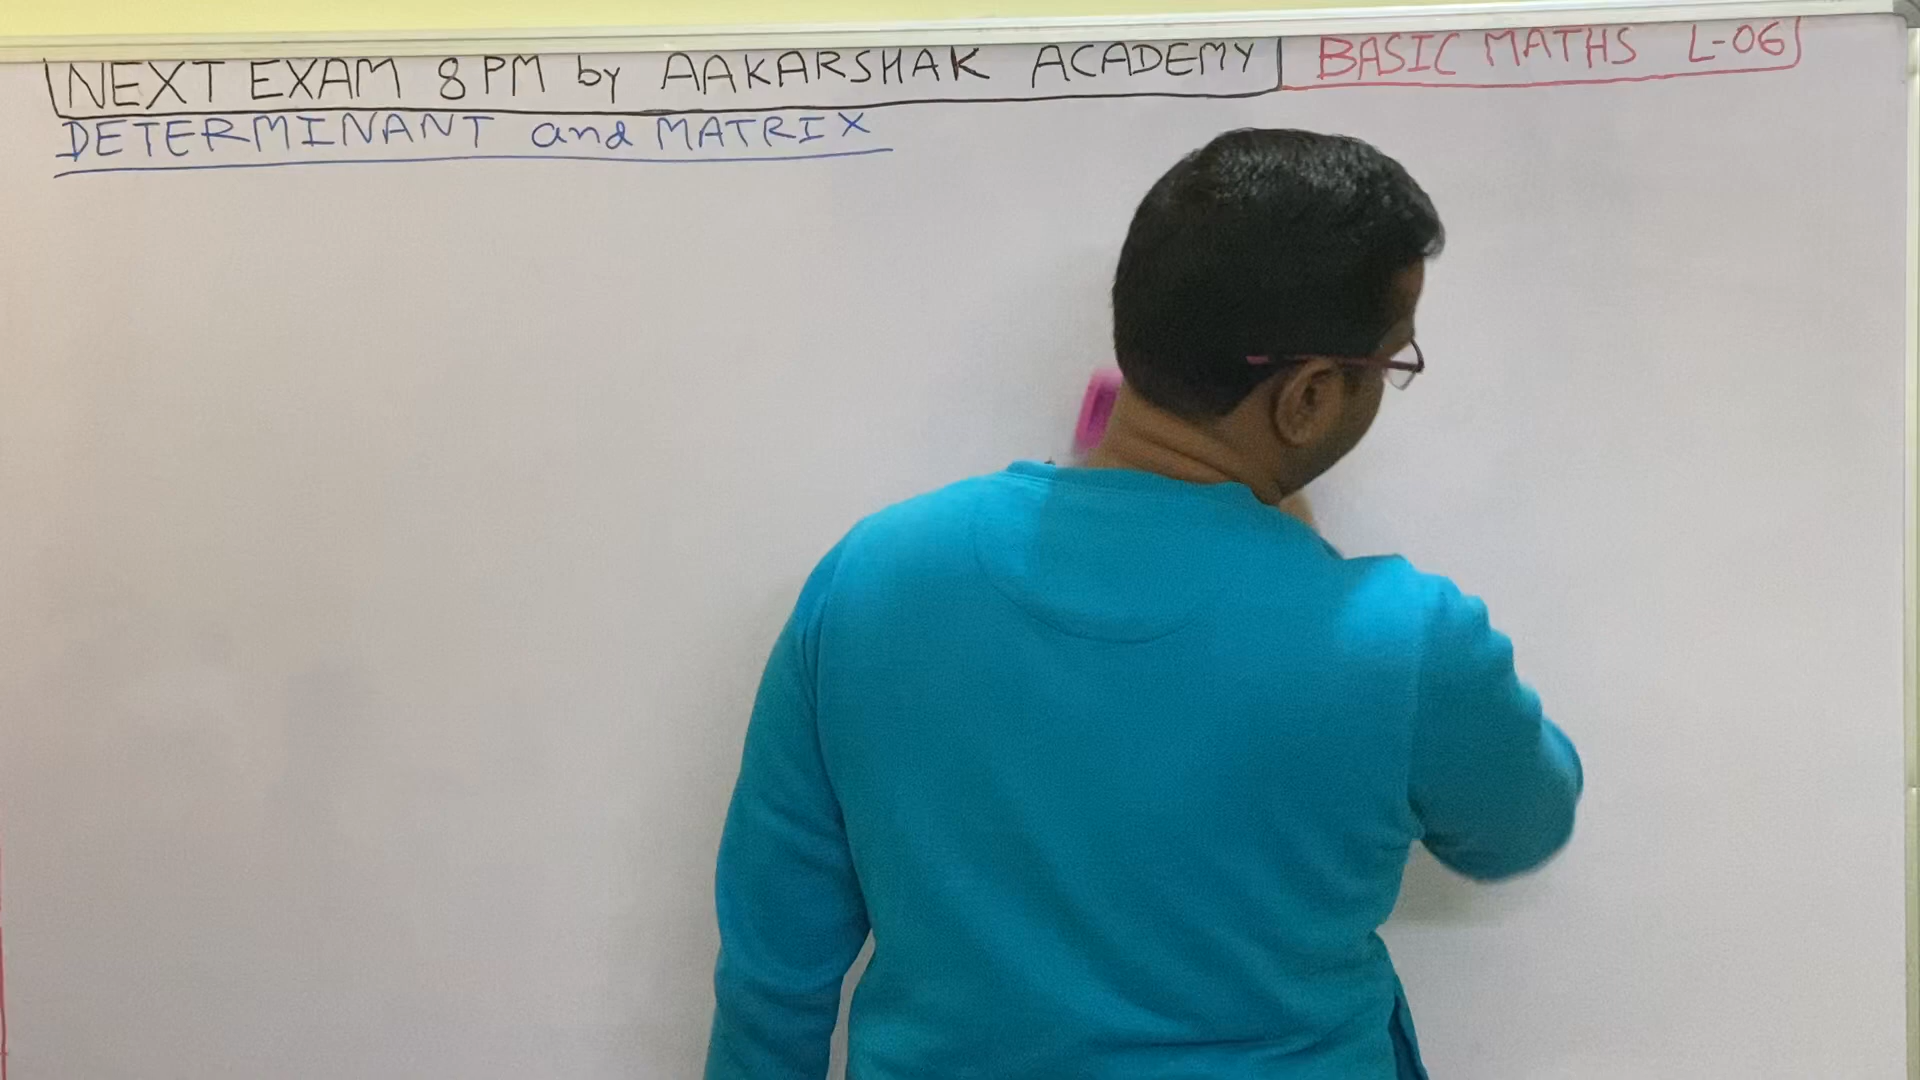 NEXT EXAM 8 PM by AAKARSHAK ACADEMY BASIC MATHS L-06
DETERMINANT and MATRIX